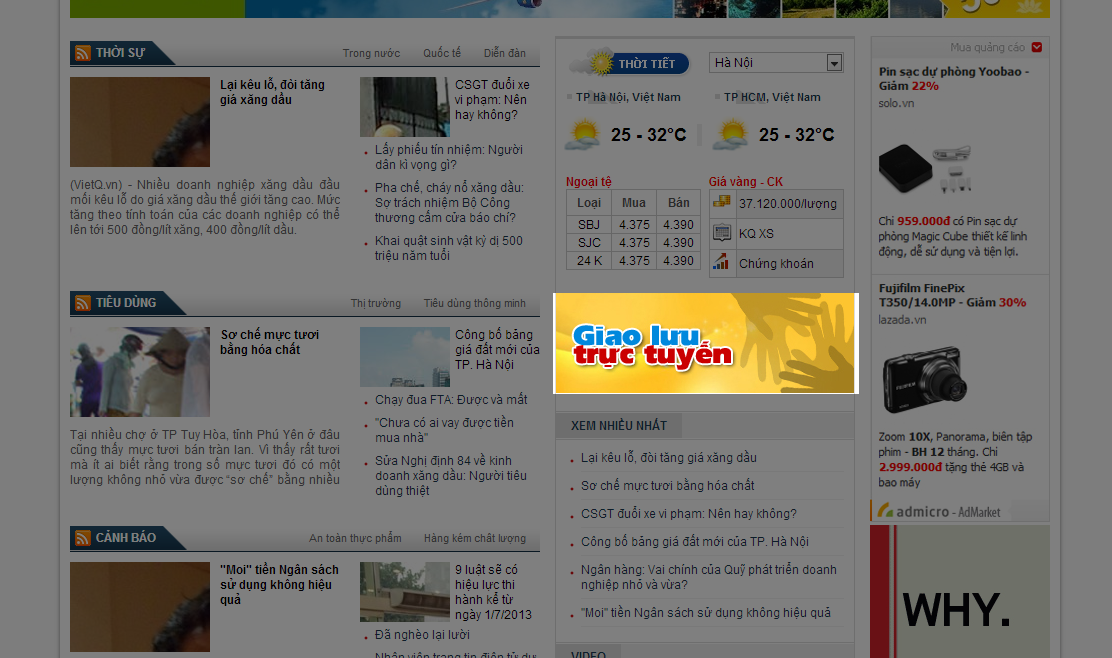 THỜI SỰ
Trong nước
Quốc tế
Diễn đàn
Lại kêu lỗ, đòi tăng
giá xăng dầu
(VietQ.vn) - Nhiều doanh nghiệp xăng dầu đầu
mối kêu lỗ do giá xăng dầu thế giới tăng cao. Mức
tăng theo tính toán của các doanh nghiệp có thể
lên tới 500 đồng/lít xăng, 400 đồng/lít dầu.
CSGT đuổi xe
vi phạm: Nên
hay không?
Lấy phiếu tín nhiệm: Người
dân kì vọng gì?
Pha chế, cháy nổ xăng dầu:
Sợ trách nhiệm Bộ Công
thương cấm cửa báo chí?
Khai quật sinh vật kỳ dị 500
triệu năm tuổi
TIÊU DÙNG
Thị trường
Tiêu dùng thông minh
Sơ chế mực tươi
bằng hóa chất
Tại nhiều chợ ở TP Tuy Hòa, tỉnh Phú Yên ở đâu
cũng thấy mực tươi bán tràn lan. Vì thấy rất tươi
mà ít ai biết rằng trong số mực tươi đó có một
lượng không nhỏ vừa được “sơ chế” bằng nhiều
Công bố bảng
giá đất mới của
TP. Hà Nội
Chạy đua FTA: Được và mất
"Chưa có ai vay được tiền
mua nhà"
Sửa Nghị định 84 về kinh
doanh xăng dầu: Người tiêu
dùng thiệt
CẢNH BÁO
An toàn thực phẩm
Hàng kém chất lượng
"Moi" tiền Ngân sách
sử dụng không hiệu
quả
9 luật sẽ có
hiệu lực thi
hành kể từ
ngày 1/7/2013
Đã nghèo lại lười
Nhân viên trang tin điện tử dự
THỜI TIẾT
Hà Nội
TP Hà Nội, Việt Nam
TP HCM, Việt Nam
25 - 32°C
25 - 32°C
Ngoại tệ
Loại Mua Bán
SBJ 4.375 4.390
SJC 4.375 4.390
24 K 4.375 4.390
Giá vàng - CK
37.120.000/lượng
KQ XS
Chứng khoán
Giao lưu
trực tuyến
XEM NHIỀU NHẤT
Lại kêu lỗ, đòi tăng giá xăng dầu
Sơ chế mực tươi bằng hóa chất
CSGT đuổi xe vi phạm: Nên hay không?
Công bố bảng giá đất mới của TP. Hà Nội
Ngân hàng: Vai chính của Quỹ phát triển doanh
nghiệp nhỏ và vừa?
"Moi" tiền Ngân sách sử dụng không hiệu quả
VIDEO
Mua quảng cáo
Pin sạc dự phòng Yoobao -
Giảm 22%
solo.vn
Chỉ 959.000đ có Pin sạc dự
phòng Magic Cube thiết kế linh
động, dễ sử dụng và tiện lợi.
Fujifilm FinePix
T350/14.0MP - Giảm 30%
lazada.vn
Zoom 10X, Panorama, biên tập
phim - BH 12 tháng. Chỉ
2.999.000đ tặng thẻ 4GB và
bao máy
admicro - AdMarket
WHY.